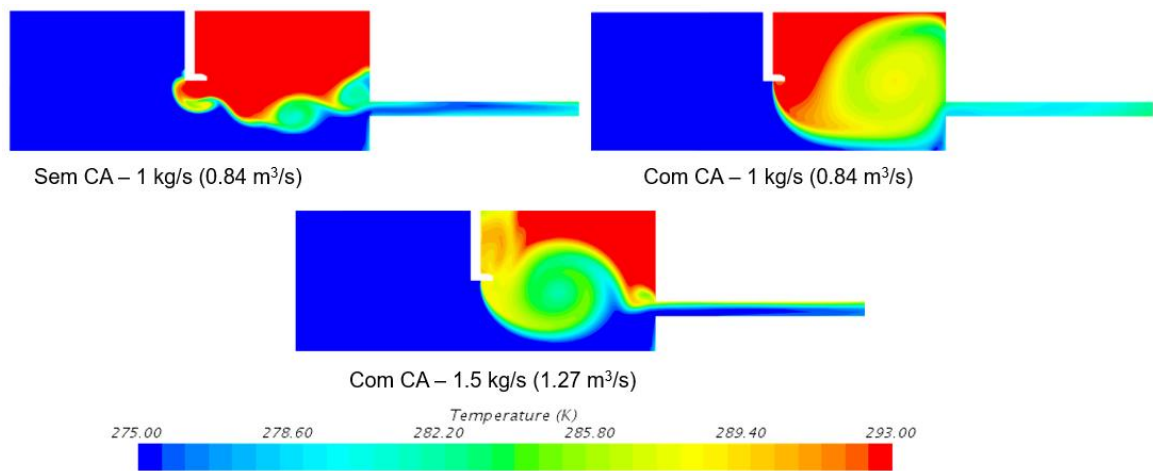 Sem CA – 1 kg/s (0.84 m³/s)
Com CA – 1 kg/s (0.84 m³/s)
Com CA – 1.5 kg/s (1.27 m³/s)
Temperature (K)
275.00 278.60 282.20 285.80 289.40 293.00